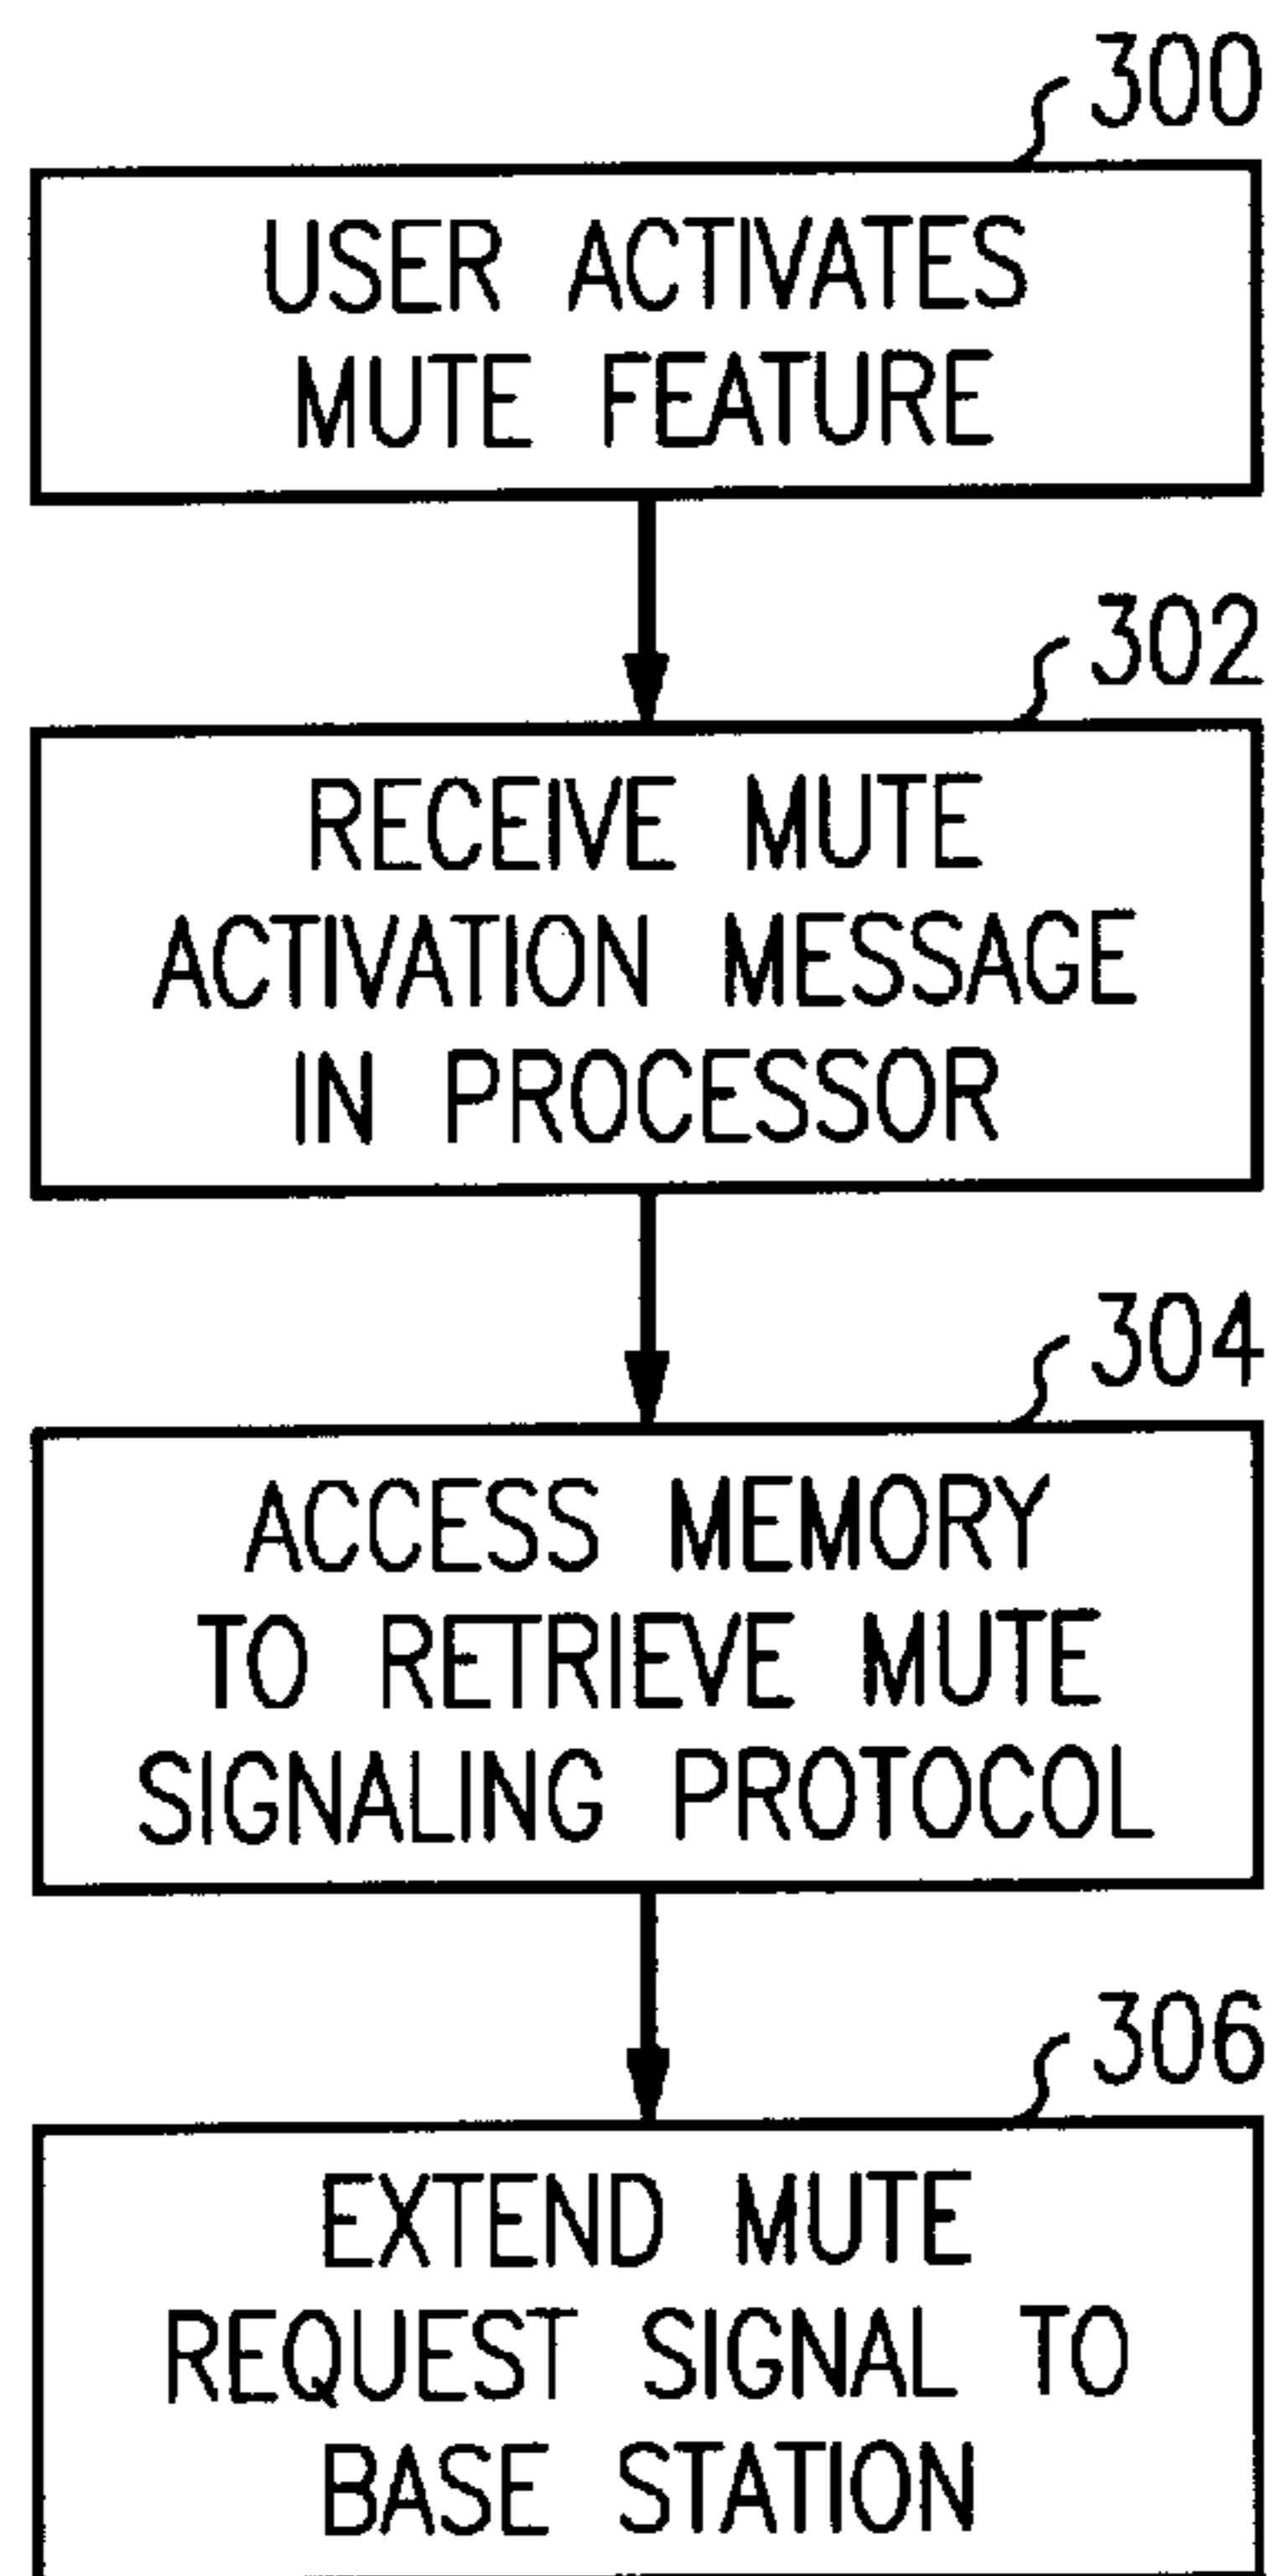 300
USER ACTIVATES
MUTE FEATURE
302
RECEIVE MUTE
ACTIVATION MESSAGE
IN PROCESSOR
304
ACCESS MEMORY
TO RETRIEVE MUTE
SIGNALING PROTOCOL
306
EXTEND MUTE
REQUEST SIGNAL TO
BASE STATION